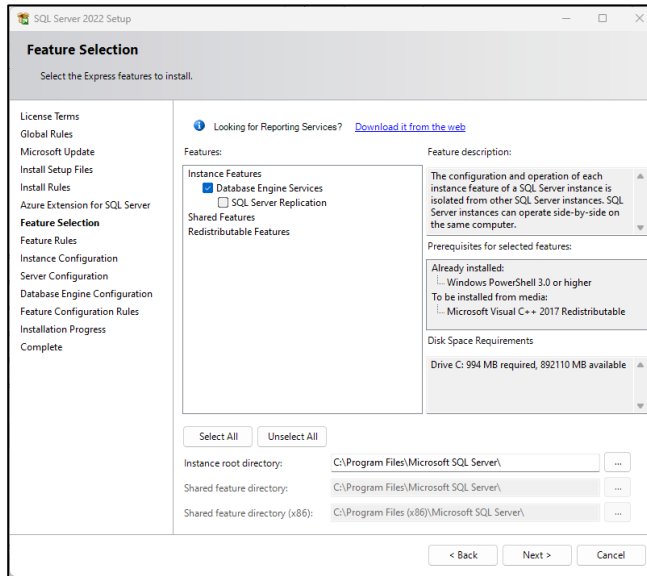 SQL Server 2022 Setup
Feature Selection
Select the Express features to install.
License Terms
Global Rules
Microsoft Update
Install Setup Files
Install Rules
Azure Extension for SQL Server
Feature Selection
Feature Rules
Instance Configuration
Server Configuration
Database Engine Configuration
Feature Configuration Rules
Installation Progress
Complete
Looking for Reporting Services? Download it from the web
Features:
Instance Features
Database Engine Services
SQL Server Replication
Shared Features
Redistributable Features
Feature description:
The configuration and operation of each
instance feature of a SQL Server instance is
isolated from other SQL Server instances. SQL
Server instances can operate side-by-side on
the same computer.
Prerequisites for selected features:
Already installed:
Windows PowerShell 3.0 or higher
To be installed from media:
Microsoft Visual C++ 2017 Redistributable
Disk Space Requirements
Drive C: 994 MB required, 892110 MB available
Select All
Unselect All
Instance root directory: C:\Program Files\Microsoft SQL Server\ ...
Shared feature directory: C:\Program Files\Microsoft SQL Server\ ...
Shared feature directory (x86): C:\Program Files (x86)\Microsoft SQL Server\ ...
< Back
Next >
Cancel